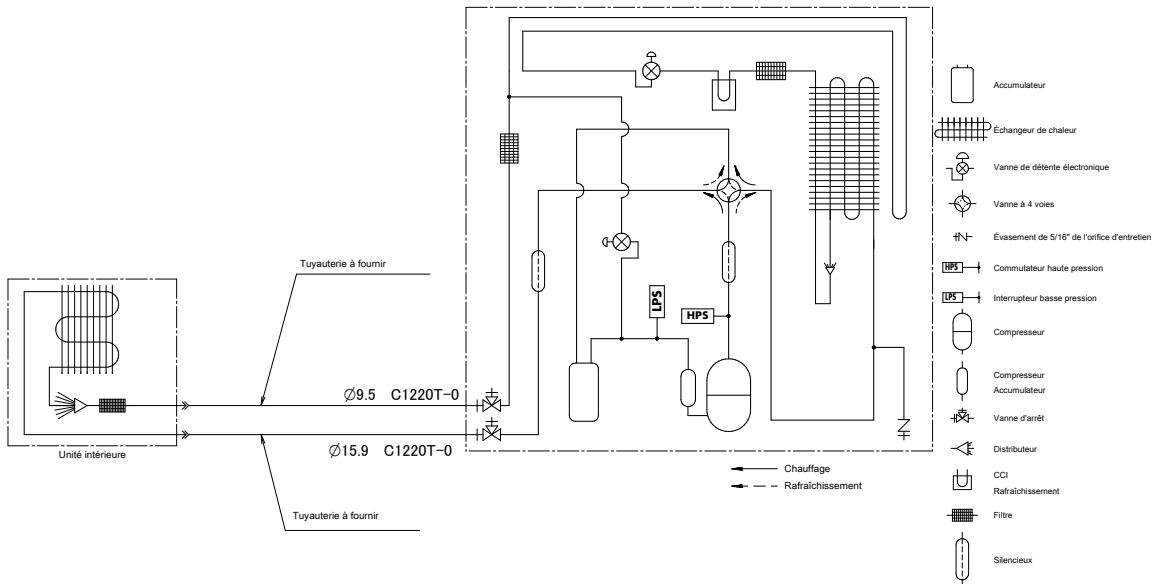 LPS
HPS
Tuyauterie à fournir
Ø9.5 C1220T-0
Ø15.9 C1220T-0
Unité intérieure
Tuyauterie à fournir
Chauffage
Rafraîchissement
Accumulateur
Échangeur de chaleur
Vanne de détente électronique
Vanne à 4 voies
Évasement de 5/16" de l'orifice d'entretien
HPS Commutateur haute pression
LPS Interrupteur basse pression
Compresseur
Compresseur
Accumulateur
Vanne d'arrêt
Distributeur
CCI
Rafraîchissement
Filtre
Silencieux